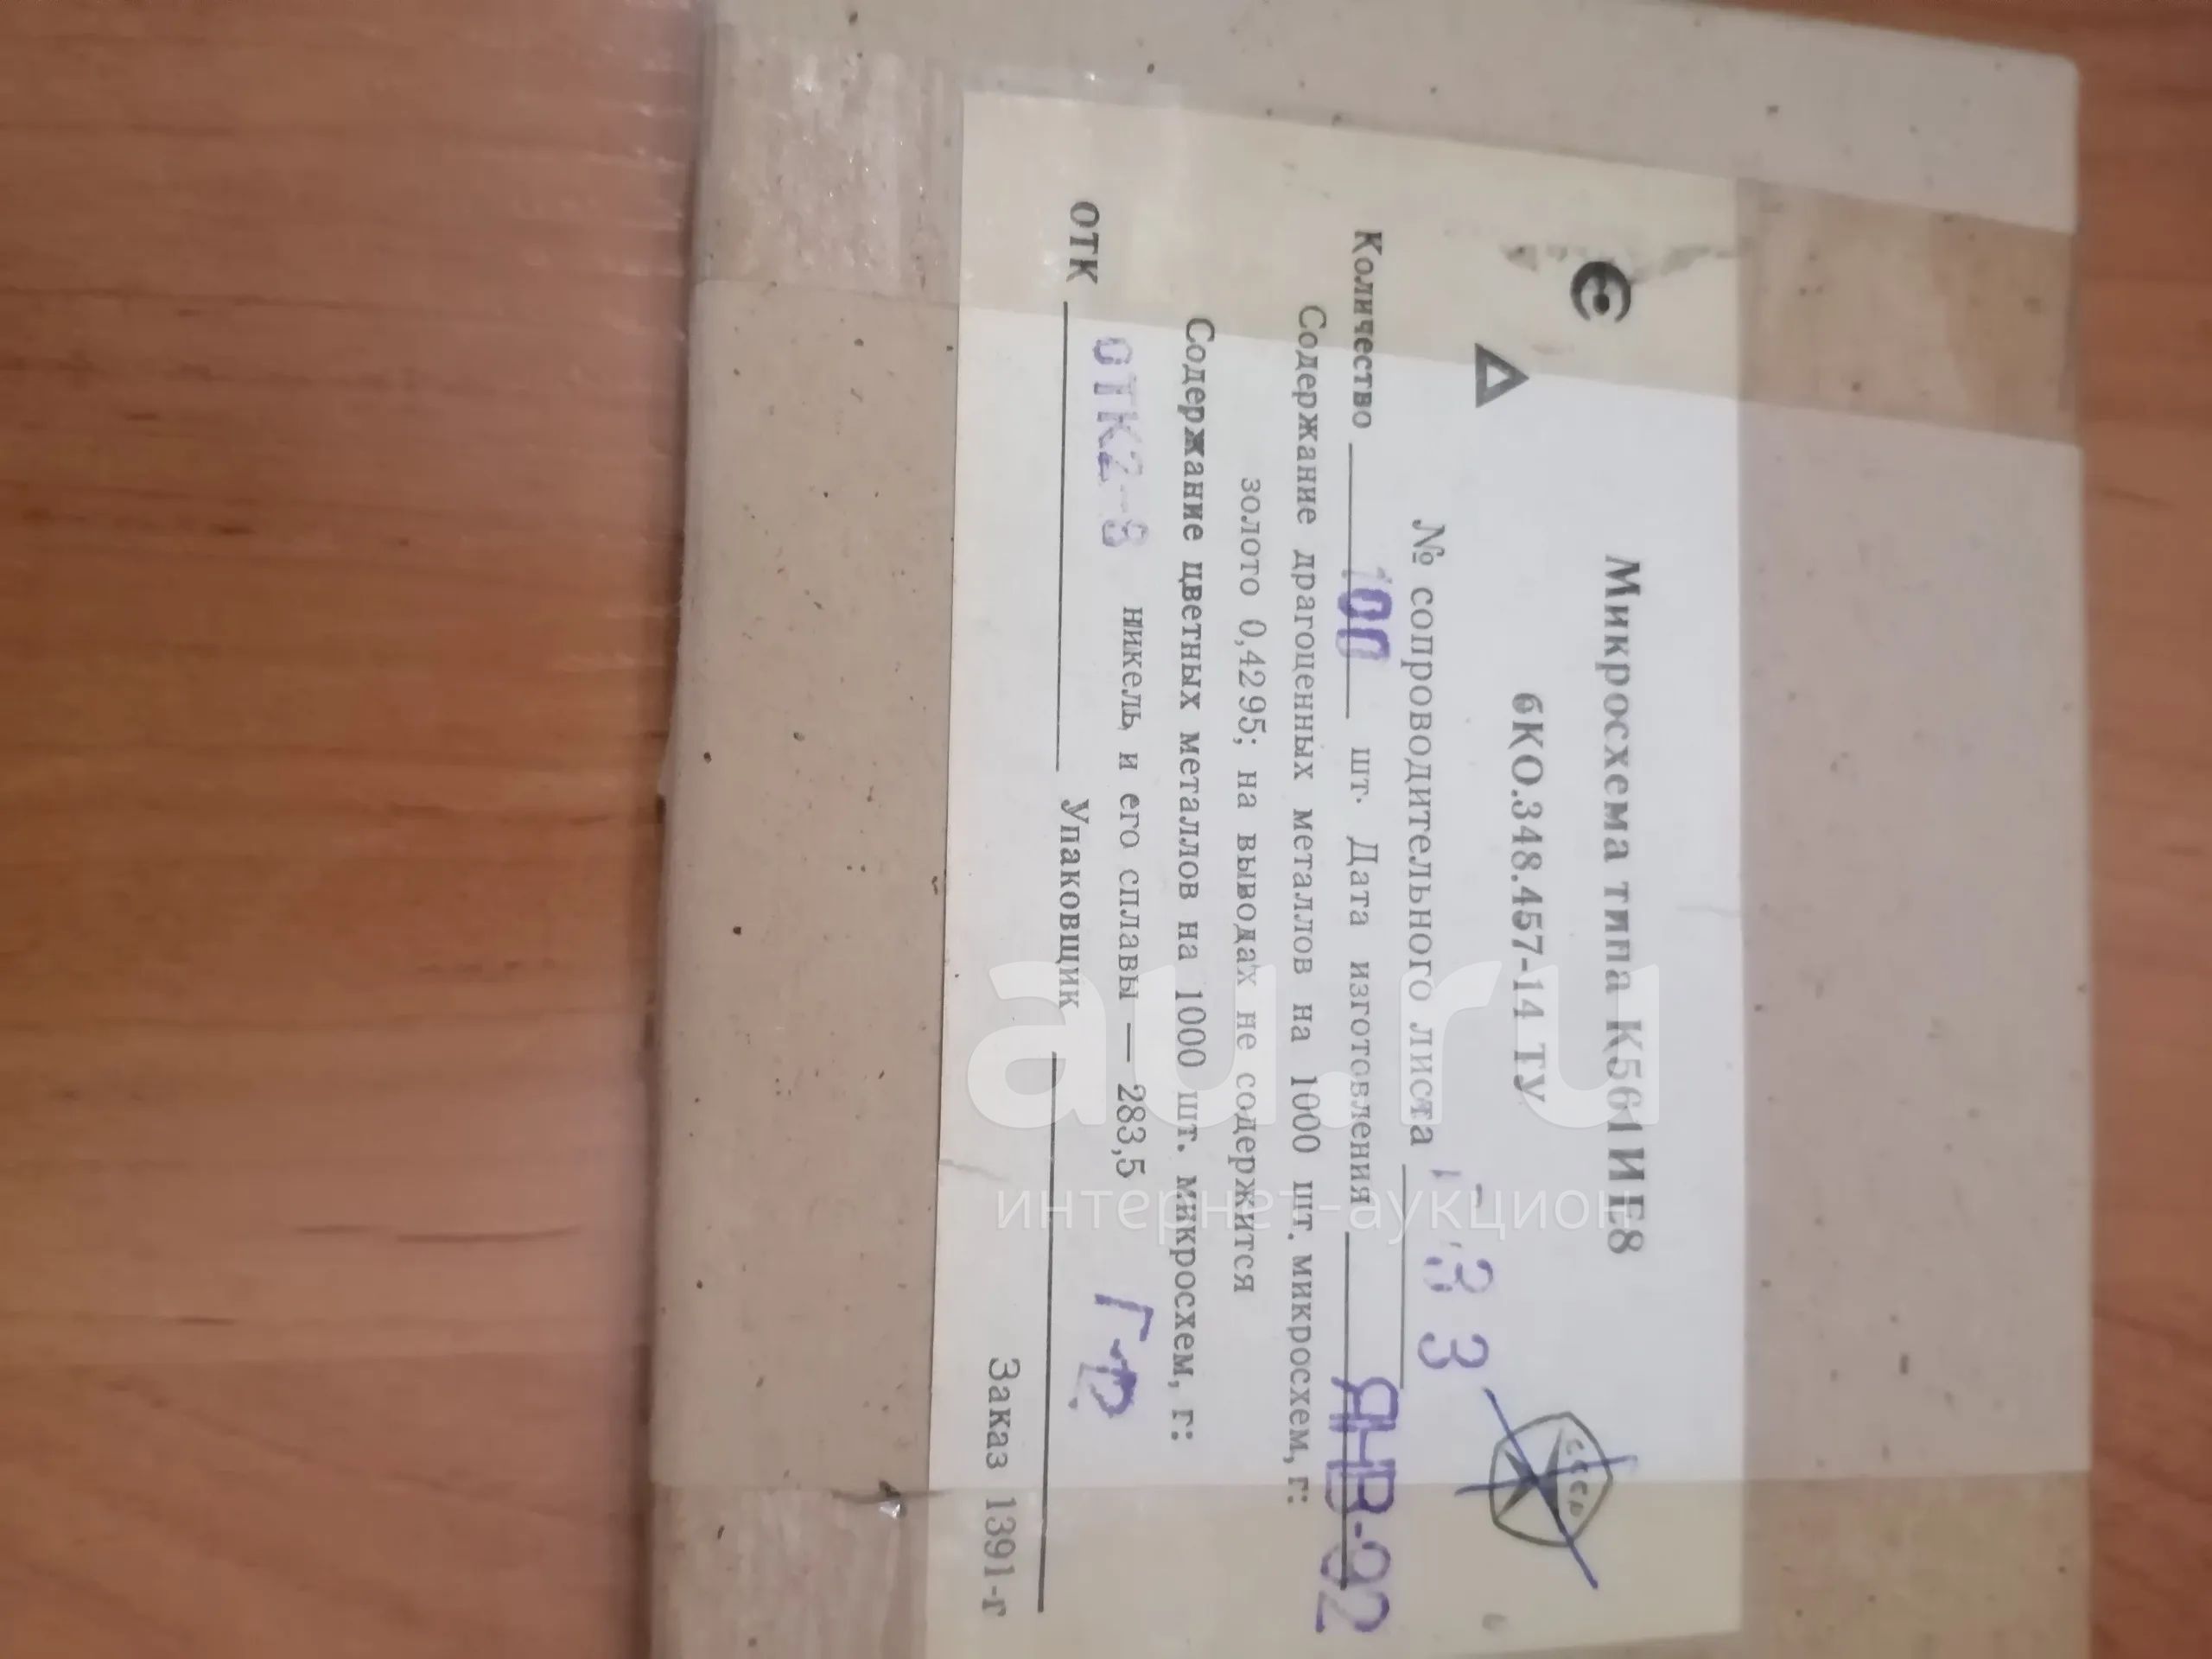 Микросхема типа К561ИЕ8
6КО.348.457-14 ТУ
№ сопроводительного листа 33
Количество 100 шт. Дата изготовления ЯНВ-92
Содержание драгоценных металлов на 1000 шт. микросхем, г:
золото 0,4295; на выводах не содержится
Содержание цветных металлов на 1000 шт. микросхем, г:
никель и его сплавы — 283,5
ОТК ОТК2-8 Упаковщик
Заказ 1391-г
СССР
au.ru
интернет-аукцион